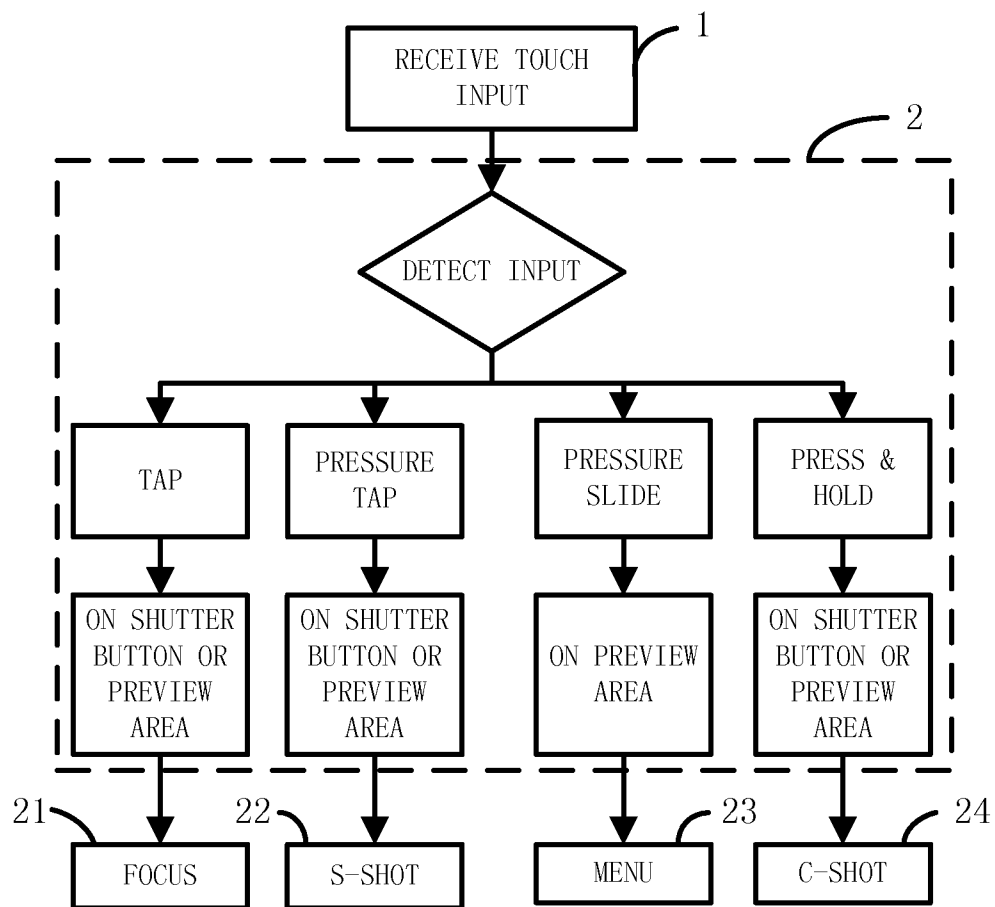 1
RECEIVE TOUCH
INPUT
2
DETECT INPUT
TAP
PRESSURE
TAP
PRESSURE
SLIDE
PRESS &
HOLD
ON SHUTTER
BUTTON OR
PREVIEW
AREA
ON SHUTTER
BUTTON OR
PREVIEW
AREA
ON PREVIEW
AREA
ON SHUTTER
BUTTON OR
PREVIEW
AREA
21
22
23
24
FOCUS
S-SHOT
MENU
C-SHOT